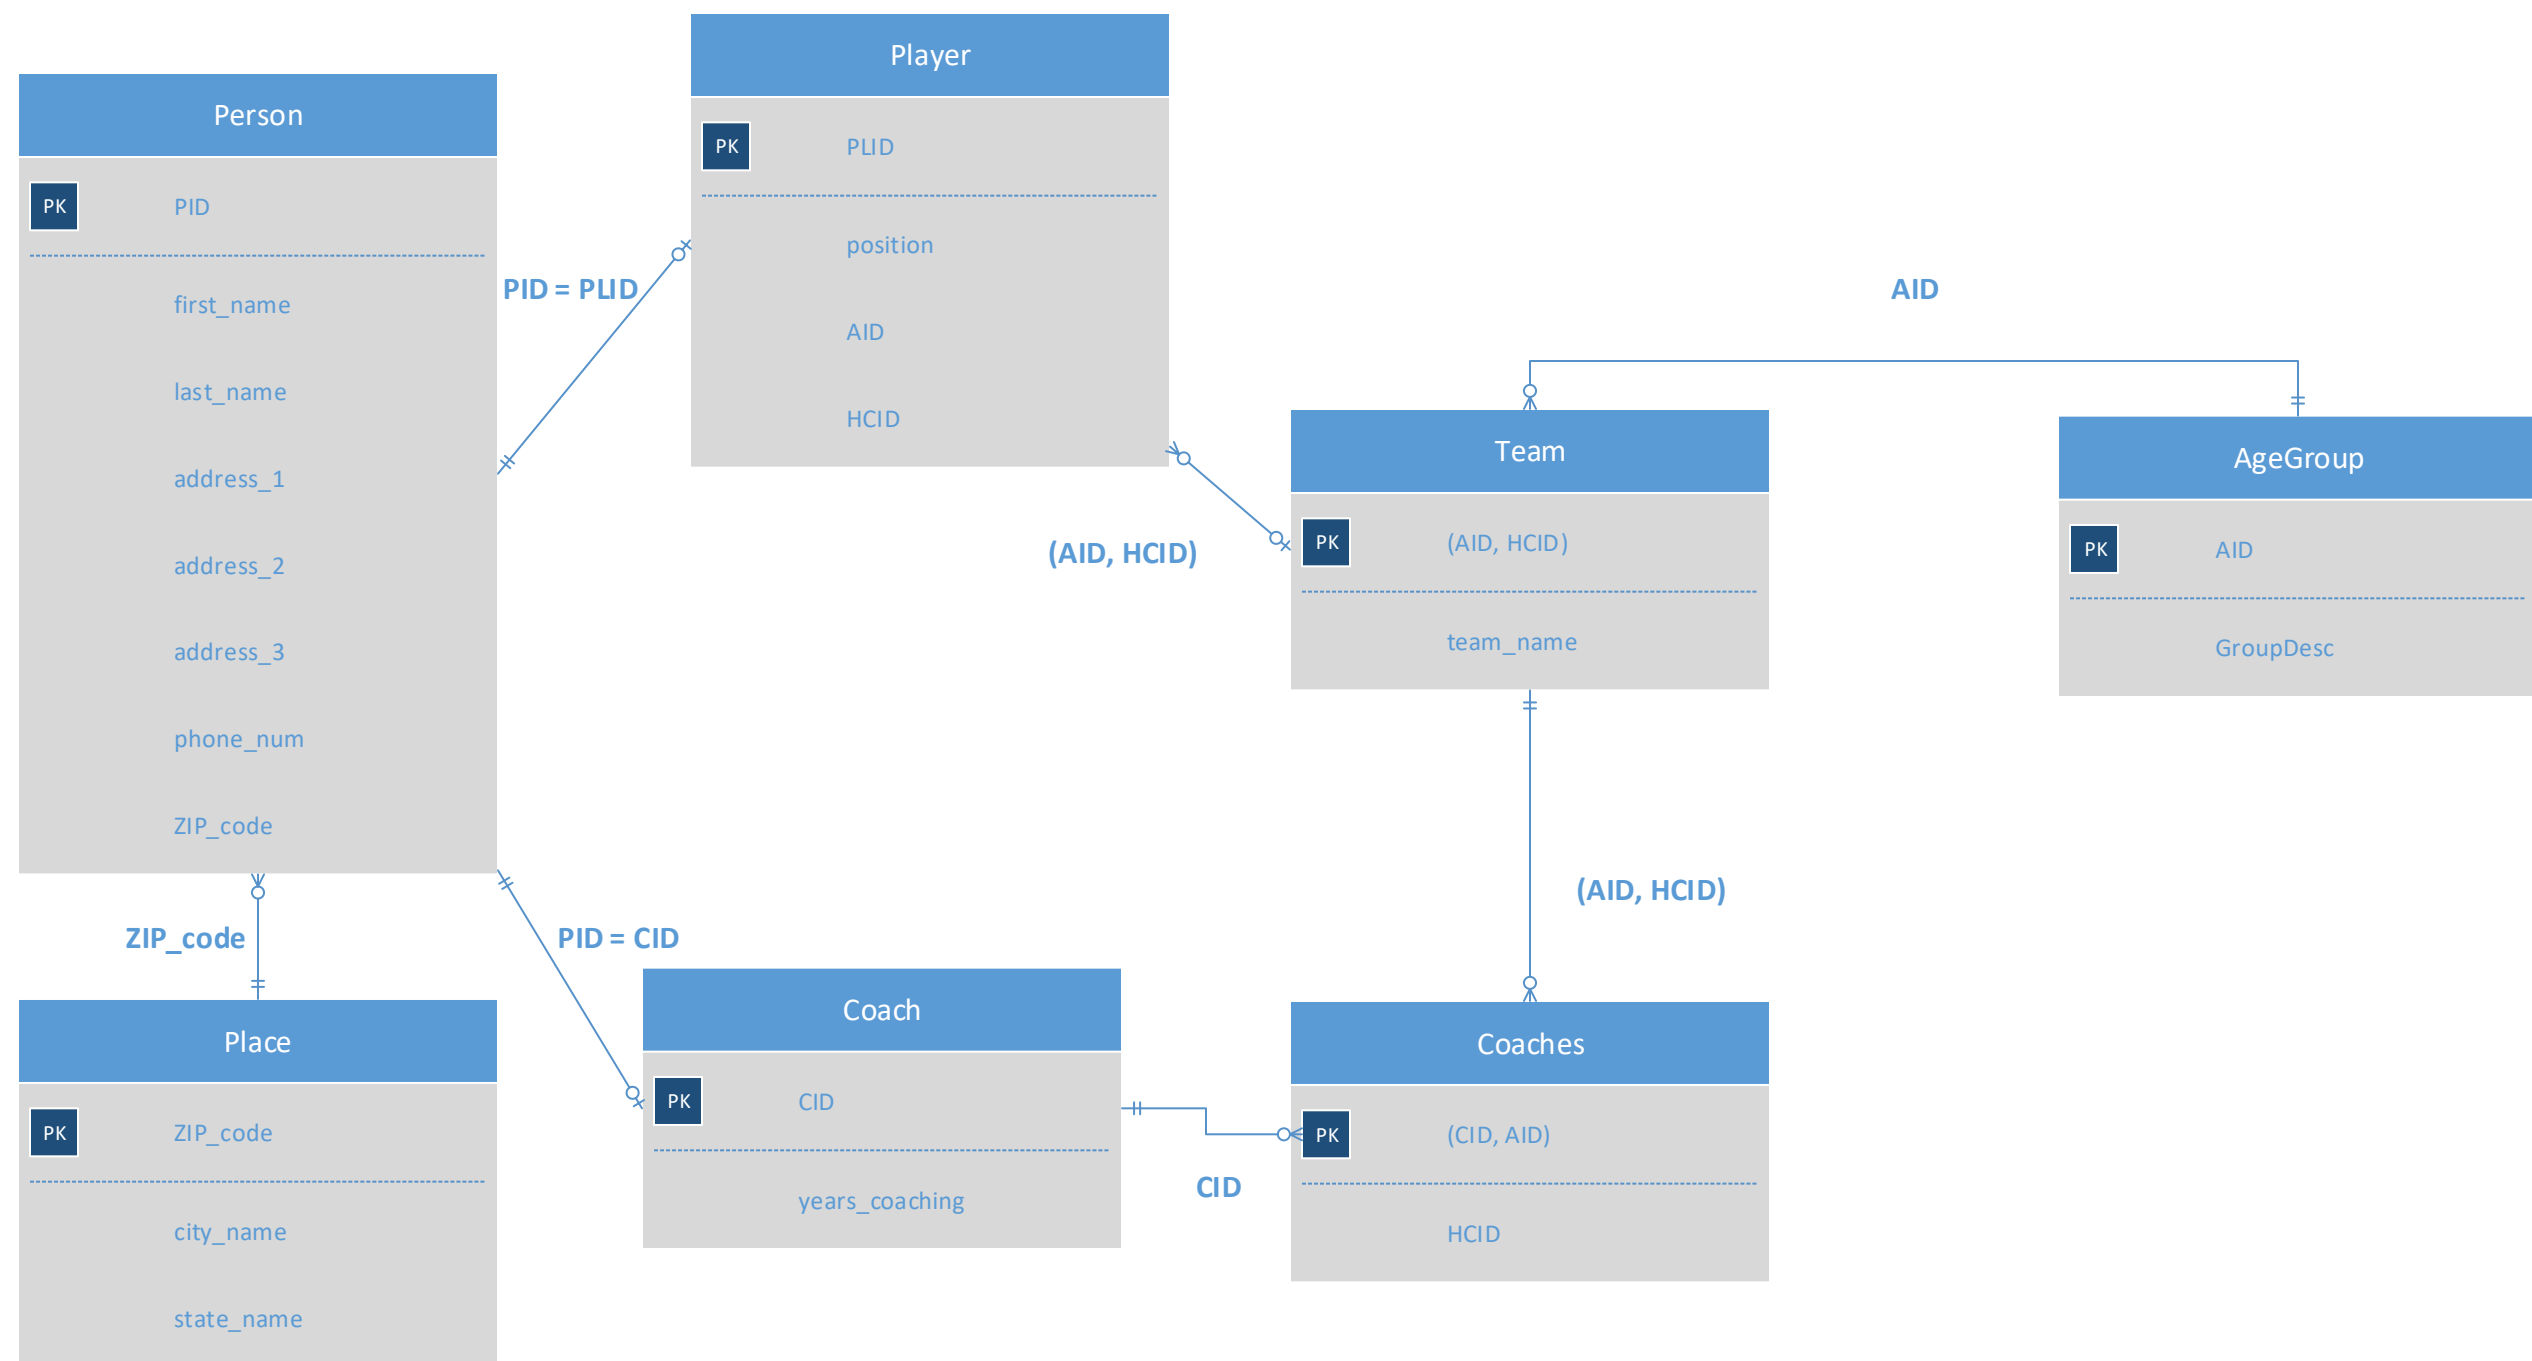 Person
PK
PID
first_name
last_name
address_1
address_2
address_3
phone_num
ZIP_code
PID = PLID
Player
PK
PLID
position
AID
HCID
(AID, HCID)
AID
Team
PK
(AID, HCID)
team_name
AgeGroup
PK
AID
GroupDesc
(AID, HCID)
ZIP_code
PID = CID
Place
PK
ZIP_code
city_name
state_name
Coach
PK
CID
years_coaching
CID
Coaches
PK
(CID, AID)
HCID